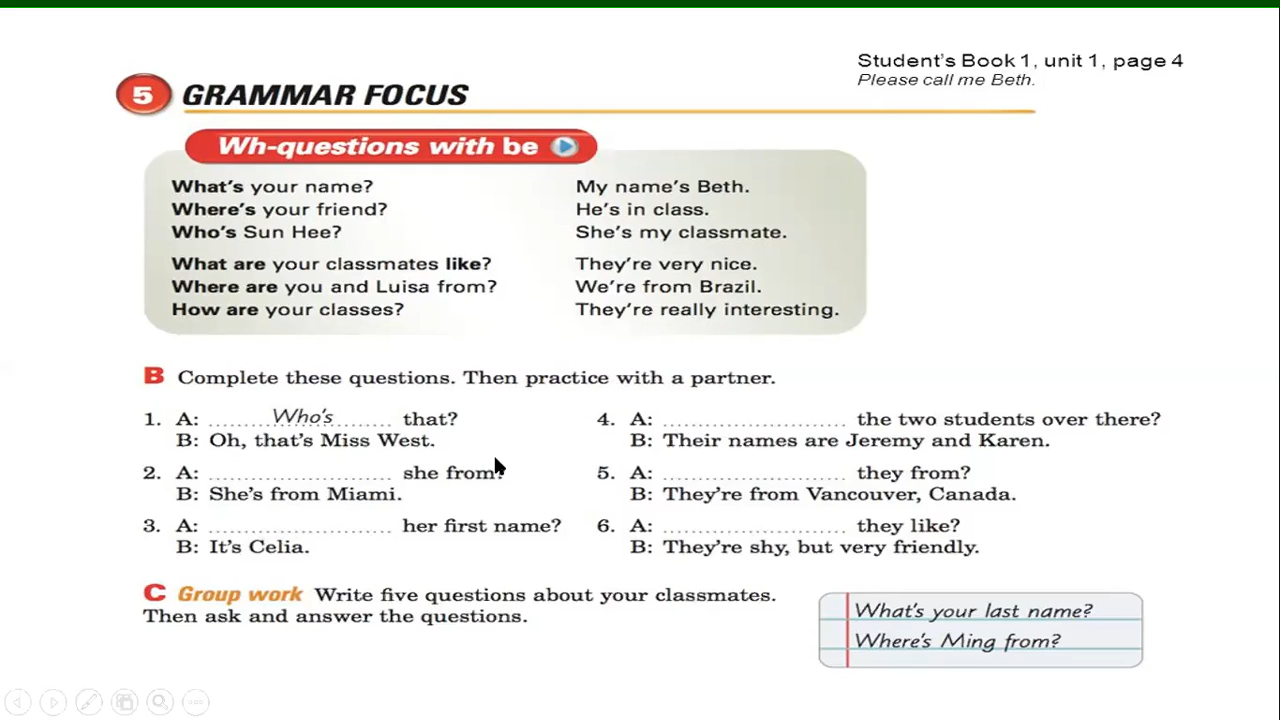 Student's Book 1, unit 1, page 4
Please call me Beth.
5 GRAMMAR FOCUS
Wh-questions with be
What's your name? My name's Beth.
Where's your friend? He's in class.
Who's Sun Hee? She's my classmate.
What are your classmates like? They're very nice.
Where are you and Luisa from? We're from Brazil.
How are your classes? They're really interesting.
B Complete these questions. Then practice with a partner.
1. A: Who's that?
B: Oh, that's Miss West.
2. A: .............................. she from?
B: She's from Miami.
3. A: .............................. her first name?
B: It's Celia.
4. A: .............................. the two students over there?
B: Their names are Jeremy and Karen.
5. A: .............................. they from?
B: They're from Vancouver, Canada.
6. A: .............................. they like?
B: They're shy, but very friendly.
C Group work Write five questions about your classmates.
Then ask and answer the questions.
What's your last name?
Where's Ming from?